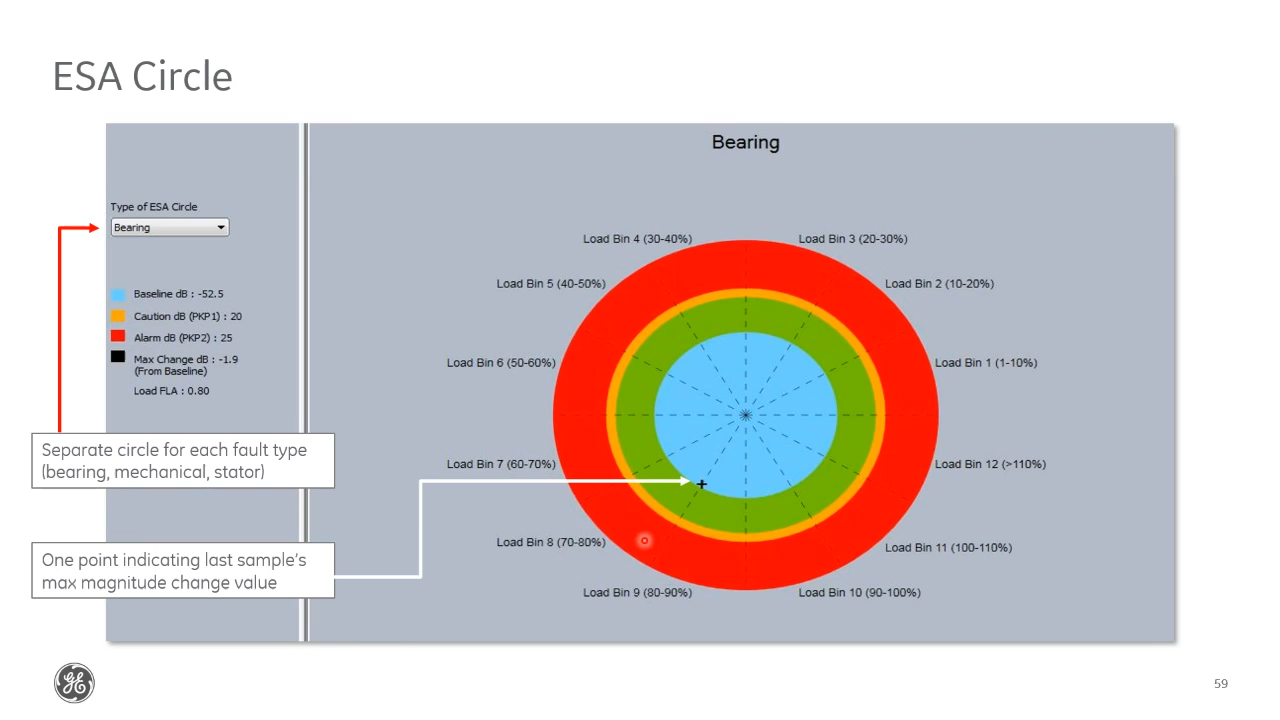 ESA Circle
Bearing
Type of ESA Circle
Bearing
Baseline dB : -52.5
Caution dB (PKP1) : 20
Alarm dB (PKP2) : 25
Max Change dB : -1.9
(From Baseline)
Load FLA : 0.80
Separate circle for each fault type
(bearing, mechanical, stator)
One point indicating last sample's
max magnitude change value
Load Bin 4 (30-40%)
Load Bin 3 (20-30%)
Load Bin 5 (40-50%)
Load Bin 2 (10-20%)
Load Bin 6 (50-60%)
Load Bin 1 (1-10%)
Load Bin 7 (60-70%)
Load Bin 12 (>110%)
Load Bin 8 (70-80%)
Load Bin 11 (100-110%)
Load Bin 9 (80-90%)
Load Bin 10 (90-100%)
GE
59